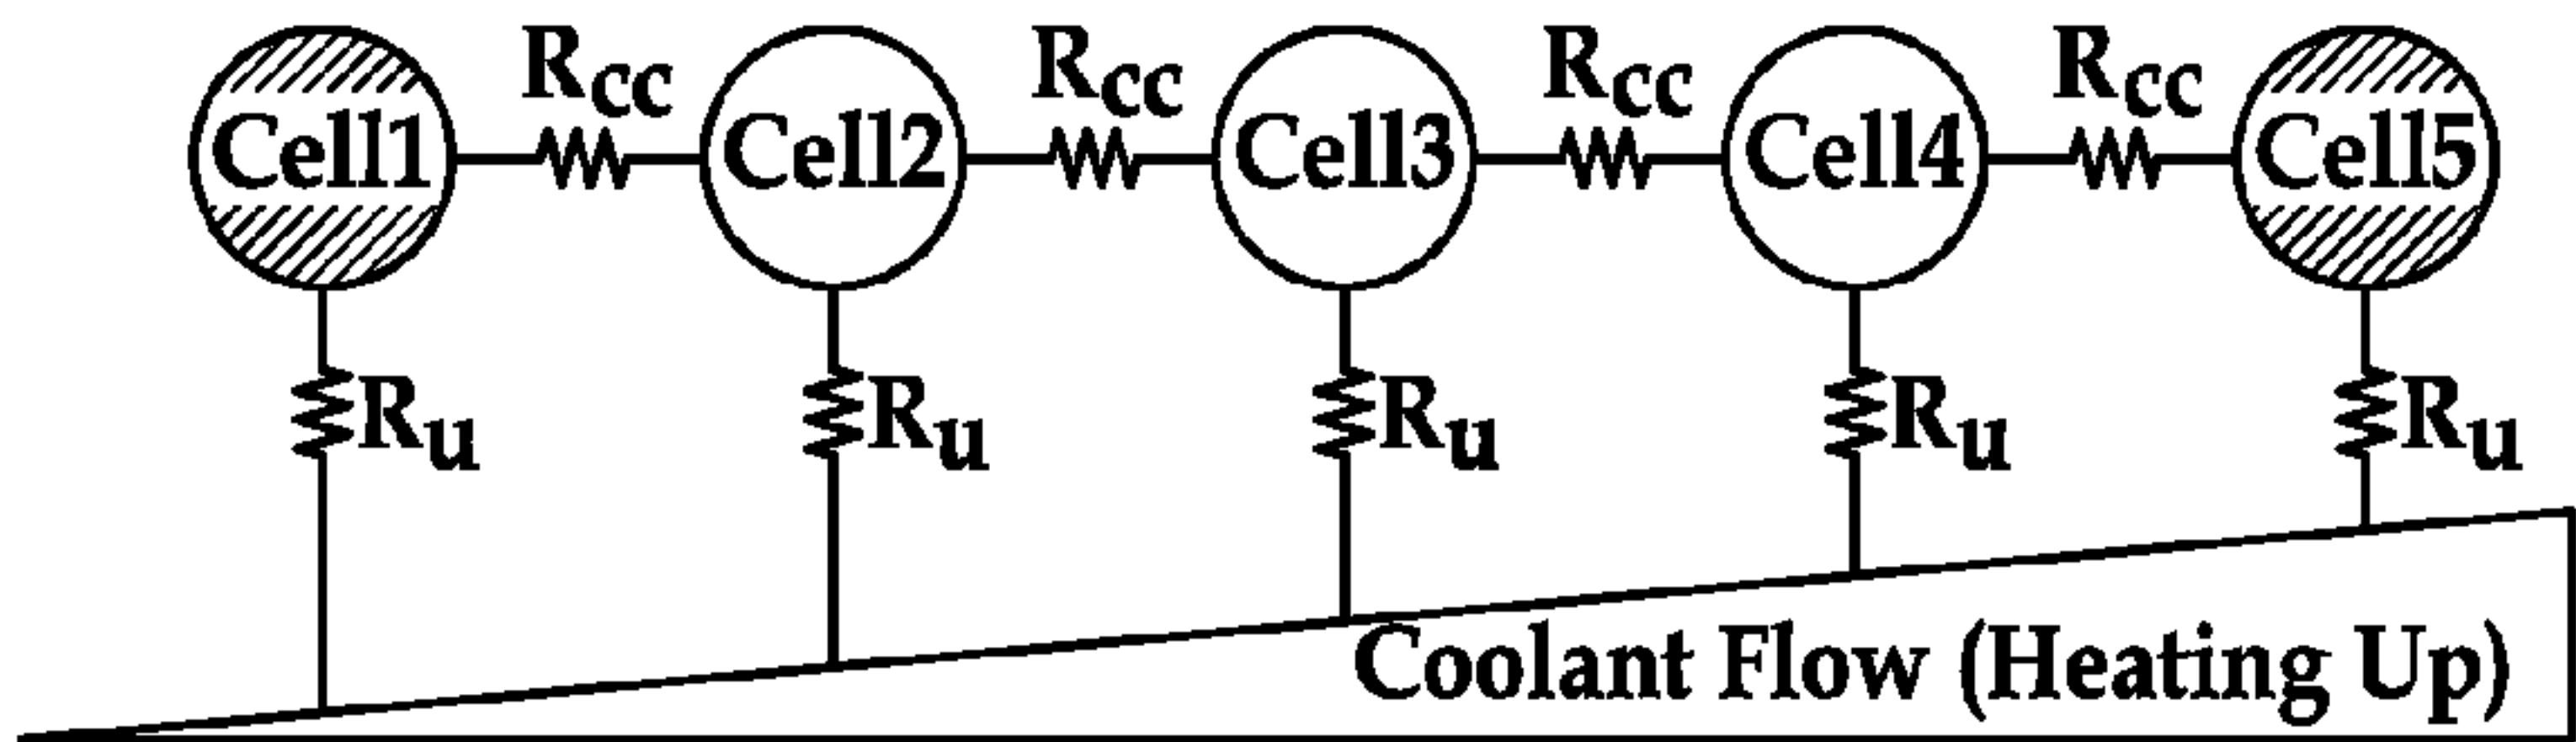 Rcc Rcc Rcc Rcc
Cell1 Cell2 Cell3 Cell4 Cell5
Ru Ru Ru Ru Ru
Coolant Flow (Heating Up)